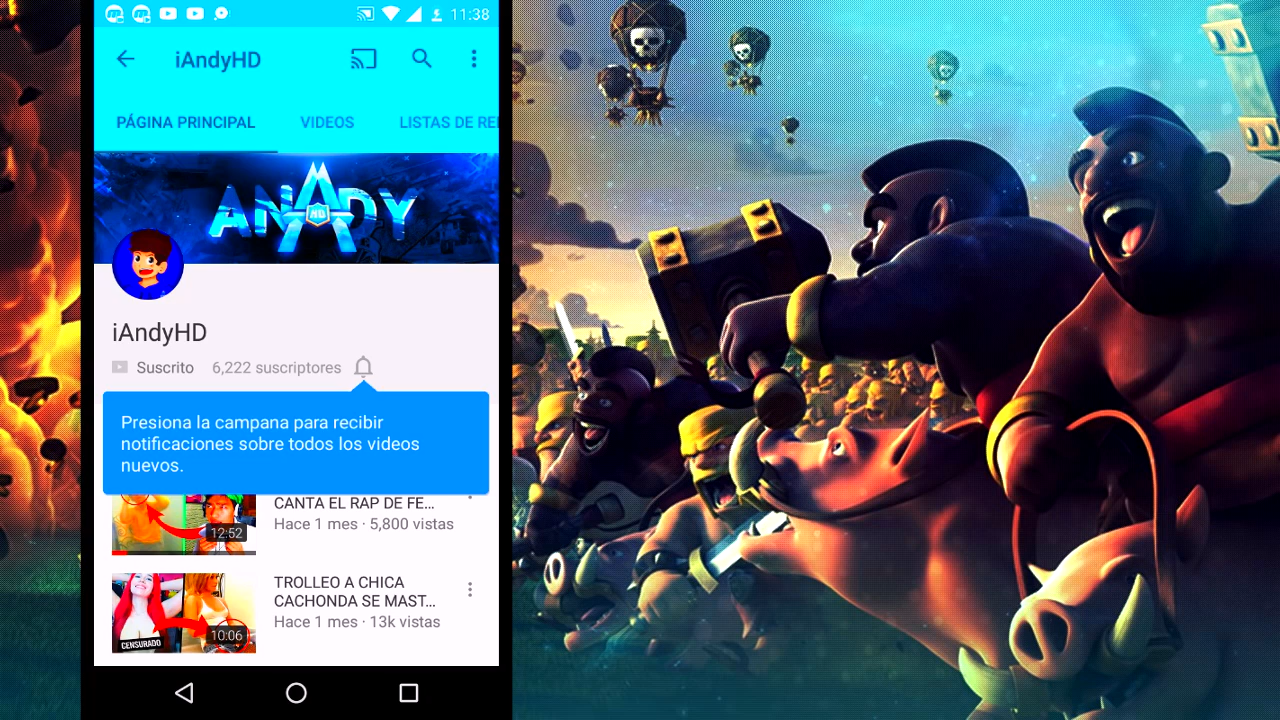 11:38
iAndyHD
PÁGINA PRINCIPAL VIDEOS LISTAS DE RE
ANADY
HD
iAndyHD
Suscrito 6,222 suscriptores
Presiona la campana para recibir
notificaciones sobre todos los videos
nuevos.
CANTA EL RAP DE FE...
Hace 1 mes · 5,800 vistas
12:52
TROLLEO A CHICA
CACHONDA SE MAST...
Hace 1 mes · 13k vistas
10:06
CENSURADO